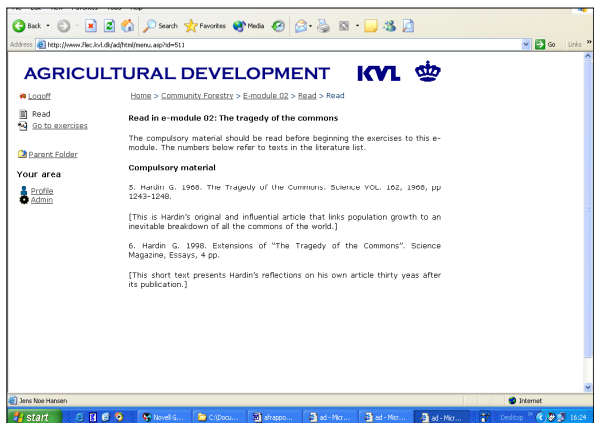 Back
Search
Favorites
Media
Address
http://www.flec.kvl.dk/ad/html/menu.asp?id=511
Go
Links
AGRICULTURAL DEVELOPMENT
KVL
Logoff
Home > Community Forestry > E-module 02 > Read > Read
Read
Go to exercises
Parent Folder
Your area
Profile
Admin
Read in e-module 02: The tragedy of the commons
The compulsory material should be read before beginning the exercises to this e-
module. The numbers below refer to texts in the literature list.
Compulsory material
5. Hardin G. 1968. The Tragedy of the Commons. Science VOL. 162, 1968, pp
1243-1248.
[This is Hardin's original and influential article that links population growth to an
inevitable breakdown of all the commons of the world.]
6. Hardin G. 1998. Extensions of "The Tragedy of the Commons". Science
Magazine, Essays, 4 pp.
[This short text presents Hardin's reflections on his own article thirty yeas after
its publication.]
Jens Noe Hansen
Internet
start
Novell G...
C:\Docu...
afrappo...
ad - Micr...
ad - Micr...
ad - Micr...
Desktop
16:24